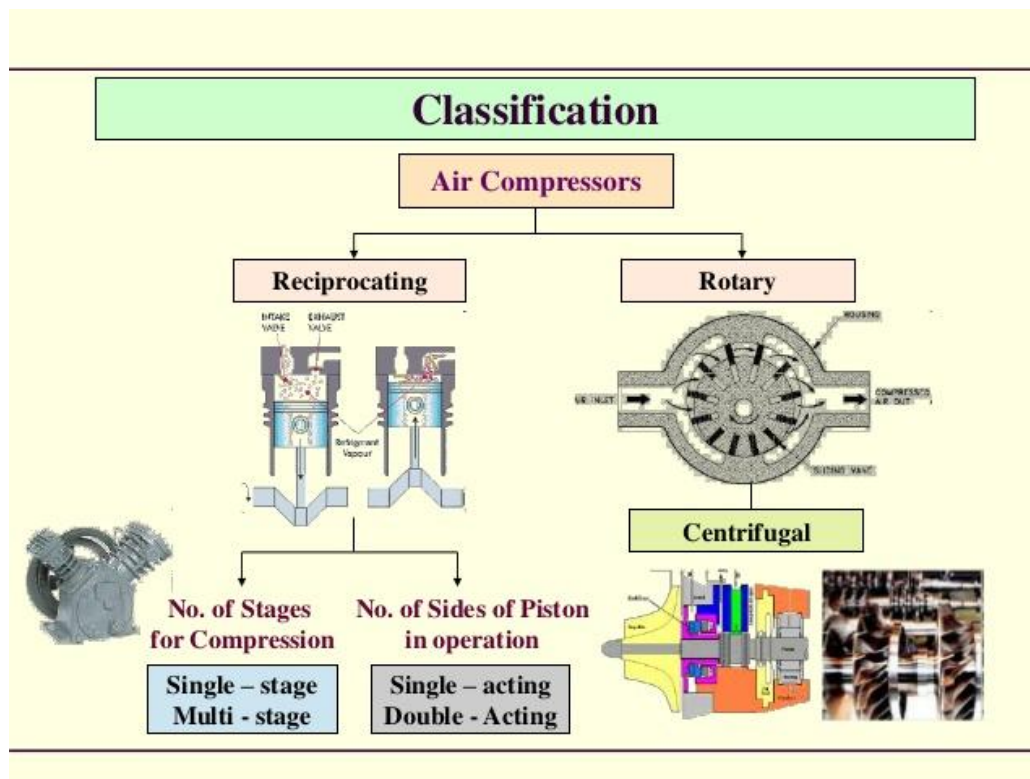 Classification
Air Compressors
Reciprocating
Rotary
INTAKE
VALVE
EXHAUST
VALVE
Refrigerant
Vapour
HOUSING
AIR INLET
COMPRESSED
AIR OUT
SLIDING VANE
Centrifugal
No. of Stages
for Compression
No. of Sides of Piston
in operation
Single – stage
Multi - stage
Single – acting
Double - Acting